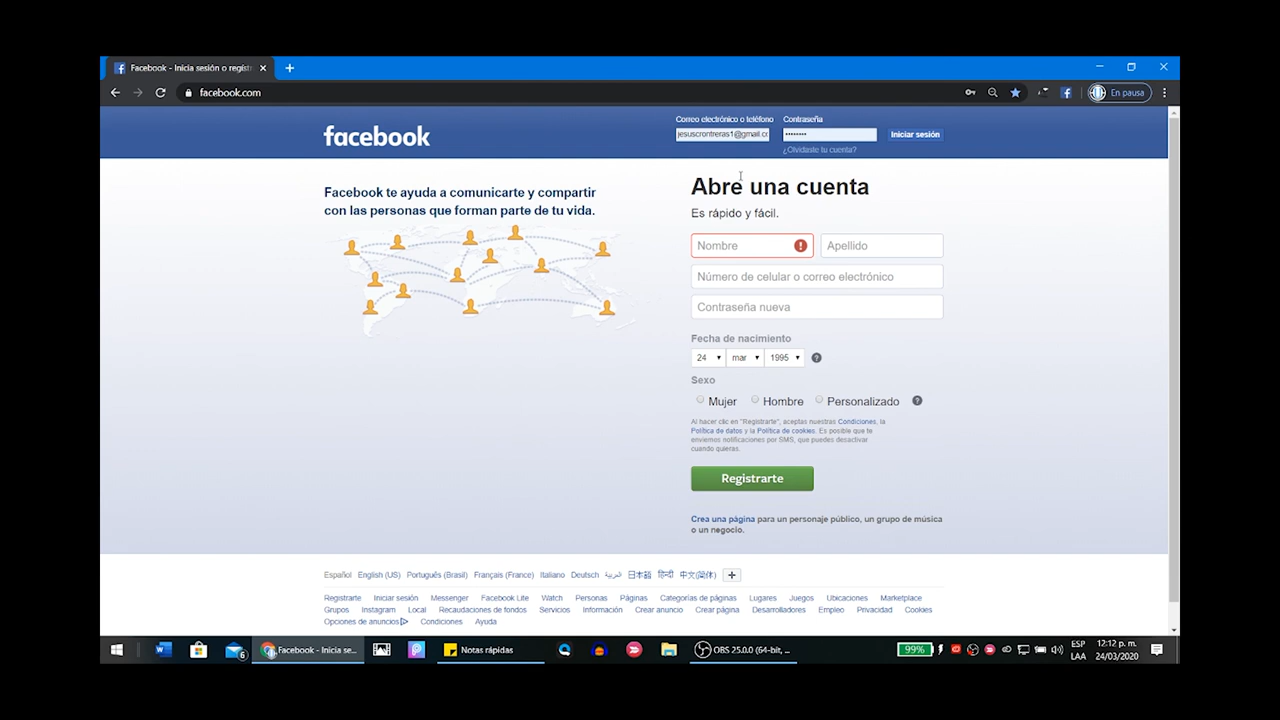 Facebook - Inicia sesión o regístr
facebook.com
En pausa
facebook
Correo electrónico o teléfono
Contraseña
jesuscrontreras1@gmail.co
••••••••
Iniciar sesión
¿Olvidaste tu cuenta?
Facebook te ayuda a comunicarte y compartir
con las personas que forman parte de tu vida.
Abre una cuenta
Es rápido y fácil.
Nombre
Apellido
Número de celular o correo electrónico
Contraseña nueva
Fecha de nacimiento
24 mar 1995
Sexo
Mujer Hombre Personalizado
Al hacer clic en "Registrarte", aceptas nuestras Condiciones, la
Política de datos y la Política de cookies. Es posible que te
enviemos notificaciones por SMS, que puedes desactivar
cuando quieras.
Registrarte
Crea una página para un personaje público, un grupo de música
o un negocio.
Español English (US) Português (Brasil) Français (France) Italiano Deutsch العربية 日本語 हिन्दी 中文(简体)
Registrarte Iniciar sesión Messenger Facebook Lite Watch Personas Páginas Categorías de páginas Lugares Juegos Ubicaciones Marketplace
Grupos Instagram Local Recaudaciones de fondos Servicios Información Crear anuncio Crear página Desarrolladores Empleo Privacidad Cookies
Opciones de anuncios Condiciones Ayuda
6
Facebook - Inicia se...
Notas rápidas
OBS 25.0.0 (64-bit, ...
99%
ESP
LAA
12:12 p. m.
24/03/2020